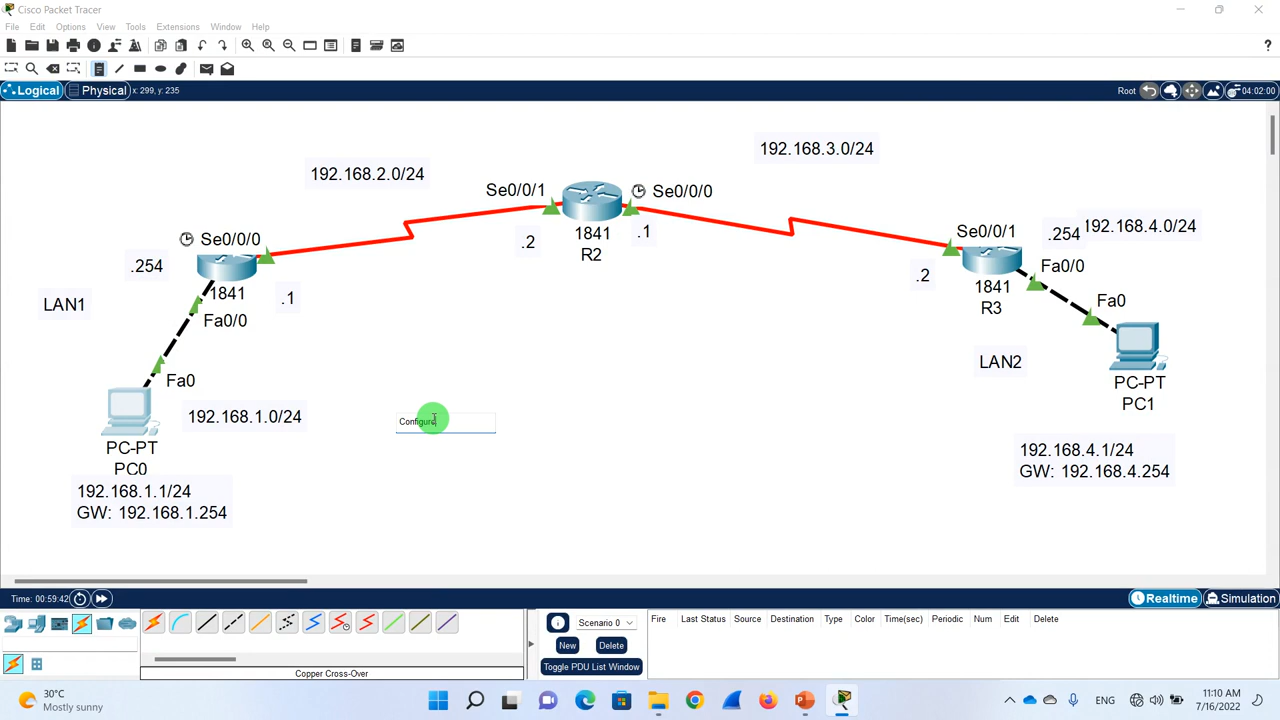 Cisco Packet Tracer
File Edit Options View Tools Extensions Window Help
Logical Physical x: 299, y: 235 Root 04:02:00
192.168.3.0/24
192.168.2.0/24
Se0/0/1 Se0/0/0
.2 .1
1841
R2
Se0/0/0
.254
1841
.1
LAN1
Fa0/0
Fa0
192.168.1.0/24
PC-PT
PC0
192.168.1.1/24
GW: 192.168.1.254
Configure
Se0/0/1
.254
192.168.4.0/24
.2
Fa0/0
1841
R3
Fa0
LAN2
PC-PT
PC1
192.168.4.1/24
GW: 192.168.4.254
Time: 00:59:42 Realtime Simulation
Scenario 0
New Delete
Toggle PDU List Window
Fire Last Status Source Destination Type Color Time(sec) Periodic Num Edit Delete
Copper Cross-Over
30°C
Mostly sunny
ENG
11:10 AM
7/16/2022